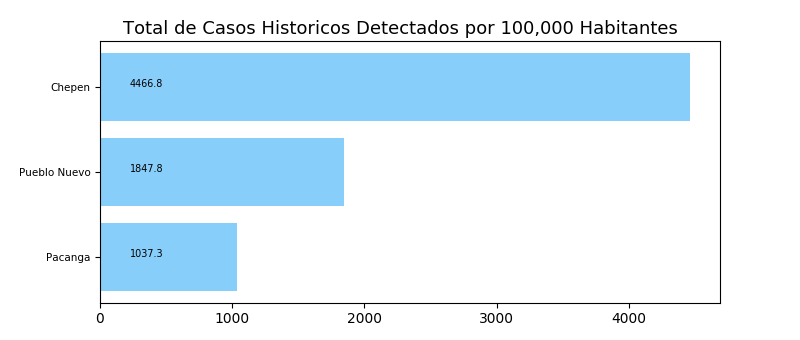 Total de Casos Historicos Detectados por 100,000 Habitantes
Chepen 4466.8
Pueblo Nuevo 1847.8
Pacanga 1037.3
0 1000 2000 3000 4000